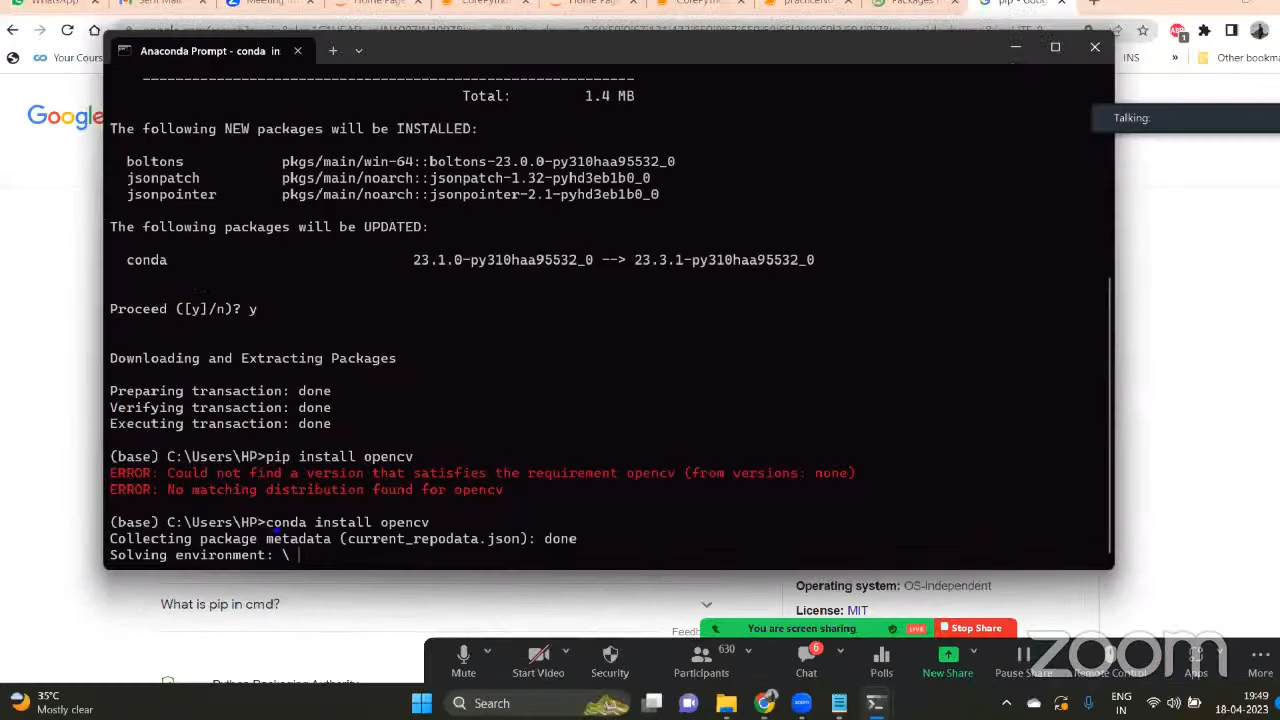 Anaconda Prompt - conda in
INS
»
Other bookma
Your Cours
Google
Talking:
Total: 1.4 MB
The following NEW packages will be INSTALLED:
boltons pkgs/main/win-64::boltons-23.0.0-py310haa95532_0
jsonpatch pkgs/main/noarch::jsonpatch-1.32-pyhd3eb1b0_0
jsonpointer pkgs/main/noarch::jsonpointer-2.1-pyhd3eb1b0_0
The following packages will be UPDATED:
conda 23.1.0-py310haa95532_0 --> 23.3.1-py310haa95532_0
Proceed ([y]/n)? y
Downloading and Extracting Packages
Preparing transaction: done
Verifying transaction: done
Executing transaction: done
(base) C:\Users\HP>pip install opencv
ERROR: Could not find a version that satisfies the requirement opencv (from versions: none)
ERROR: No matching distribution found for opencv
(base) C:\Users\HP>conda install opencv
Collecting package metadata (current_repodata.json): done
Solving environment: \
Operating system: OS-Independent
What is pip in cmd?
License: MIT
Feedb
You are screen sharing
LIVE
Stop Share
zoom
630
6
Mute
Start Video
Security
Participants
Chat
Polls
New Share
Pause Share
Remote Control
Apps
More
35°C
Mostly clear
Search
zoom
ENG
IN
19:49
18-04-2023